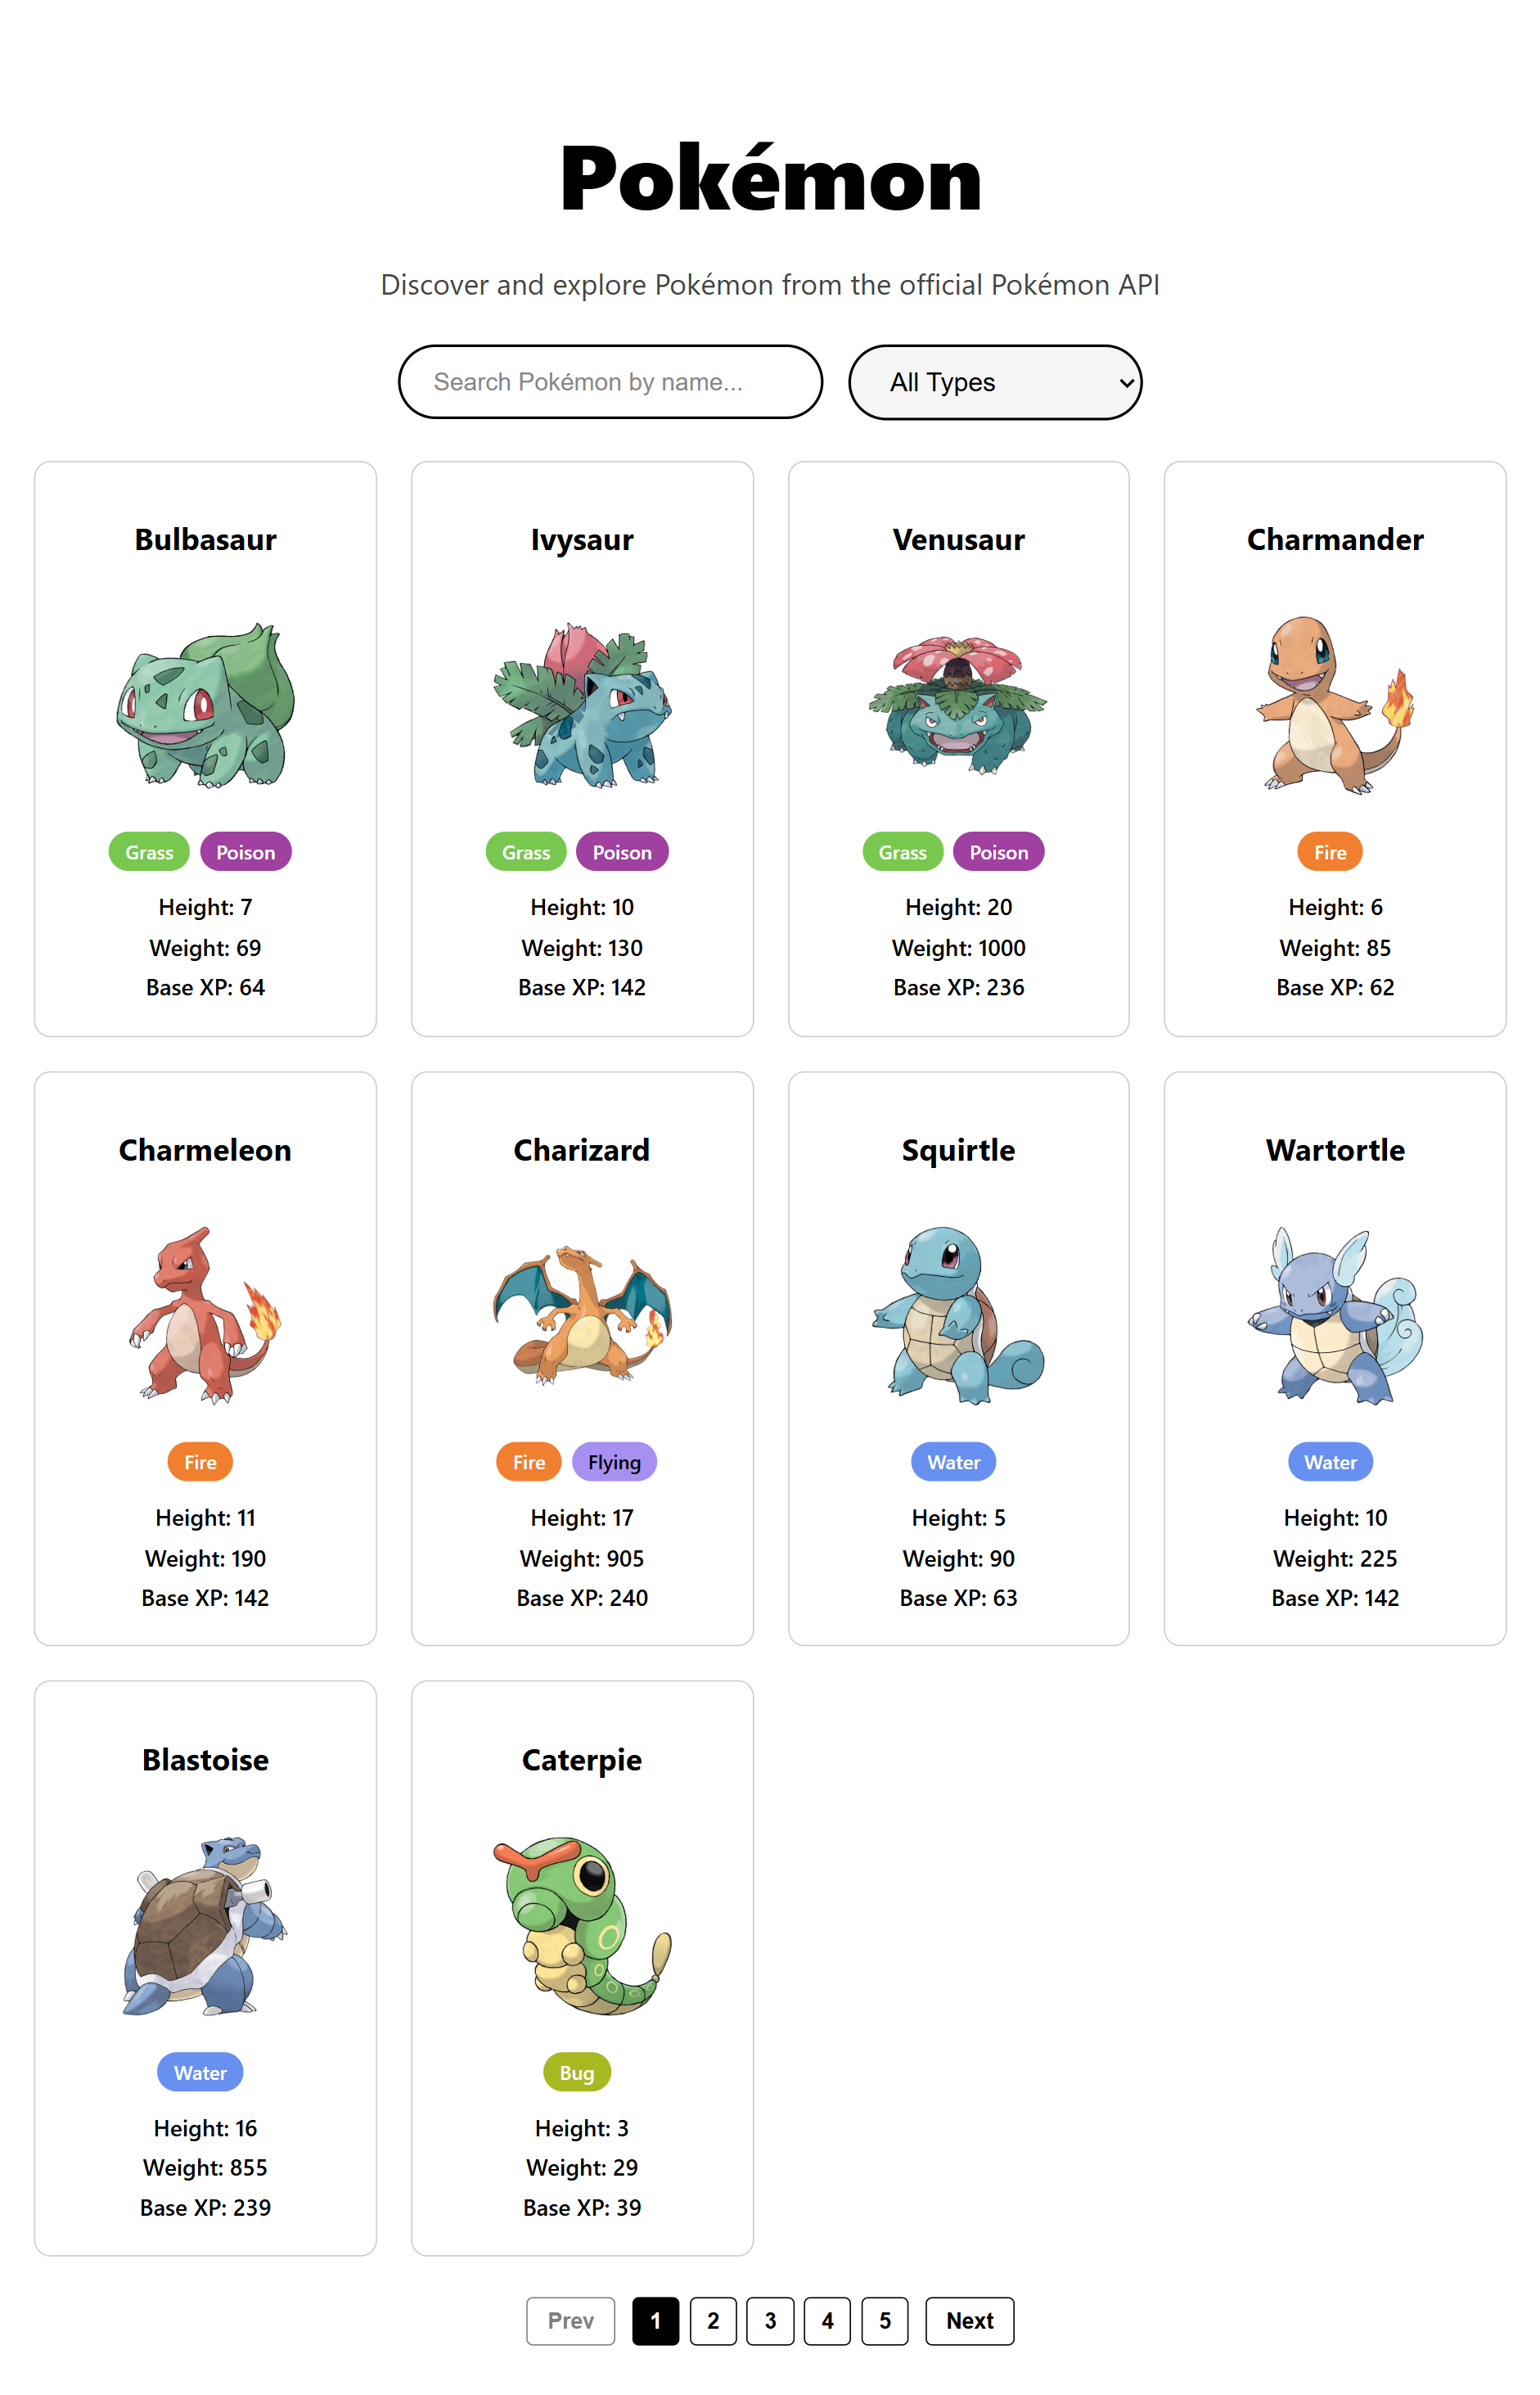 Pokémon
Discover and explore Pokémon from the official Pokémon API
Search Pokémon by name...
All Types
Bulbasaur
Grass Poison
Height: 7
Weight: 69
Base XP: 64
Ivysaur
Grass Poison
Height: 10
Weight: 130
Base XP: 142
Venusaur
Grass Poison
Height: 20
Weight: 1000
Base XP: 236
Charmander
Fire
Height: 6
Weight: 85
Base XP: 62
Charmeleon
Fire
Height: 11
Weight: 190
Base XP: 142
Charizard
Fire Flying
Height: 17
Weight: 905
Base XP: 240
Squirtle
Water
Height: 5
Weight: 90
Base XP: 63
Wartortle
Water
Height: 10
Weight: 225
Base XP: 142
Blastoise
Water
Height: 16
Weight: 855
Base XP: 239
Caterpie
Bug
Height: 3
Weight: 29
Base XP: 39
Prev 1 2 3 4 5 Next